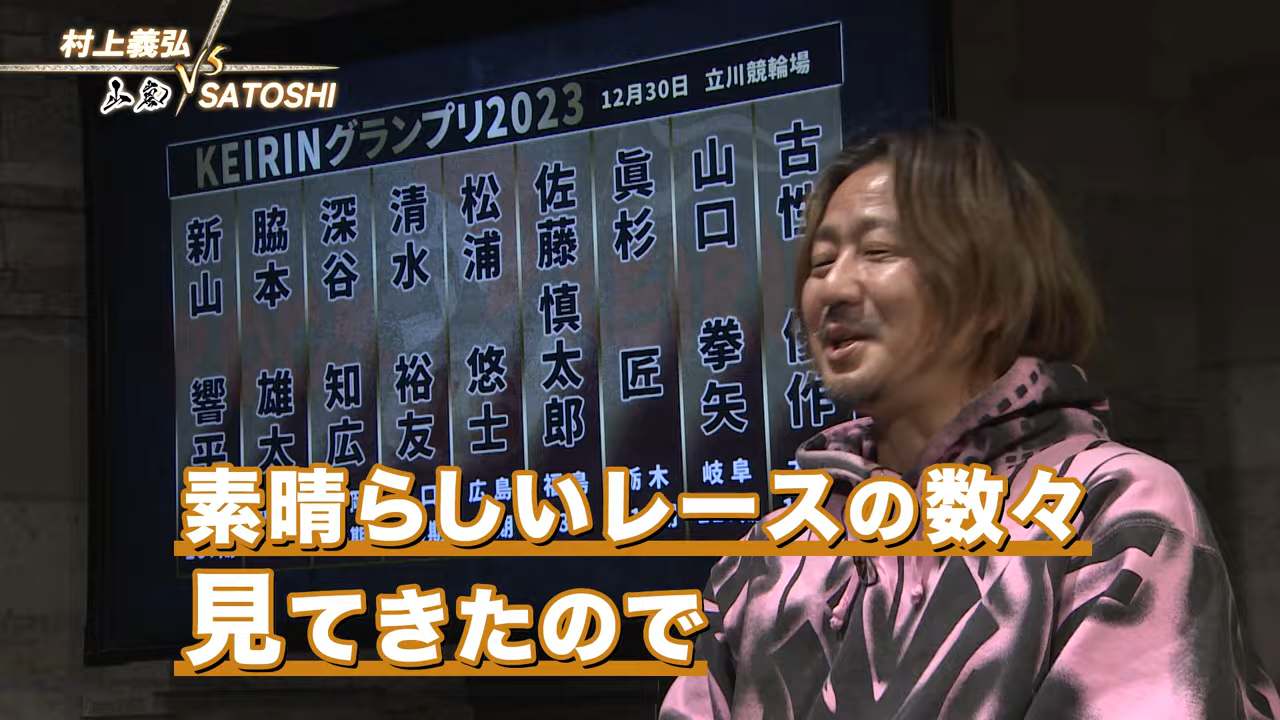 村上義弘
VS
山嵐 SATOSHI
KEIRINグランプリ2023 12月30日 立川競輪場
古性
山口 拳矢 岐阜
眞杉 匠 栃木
佐藤 慎太郎 福島
松浦 悠士 広島
清水 裕友
深谷 知広
脇本 雄太
新山 響平
素晴らしいレースの数々
見てきたので